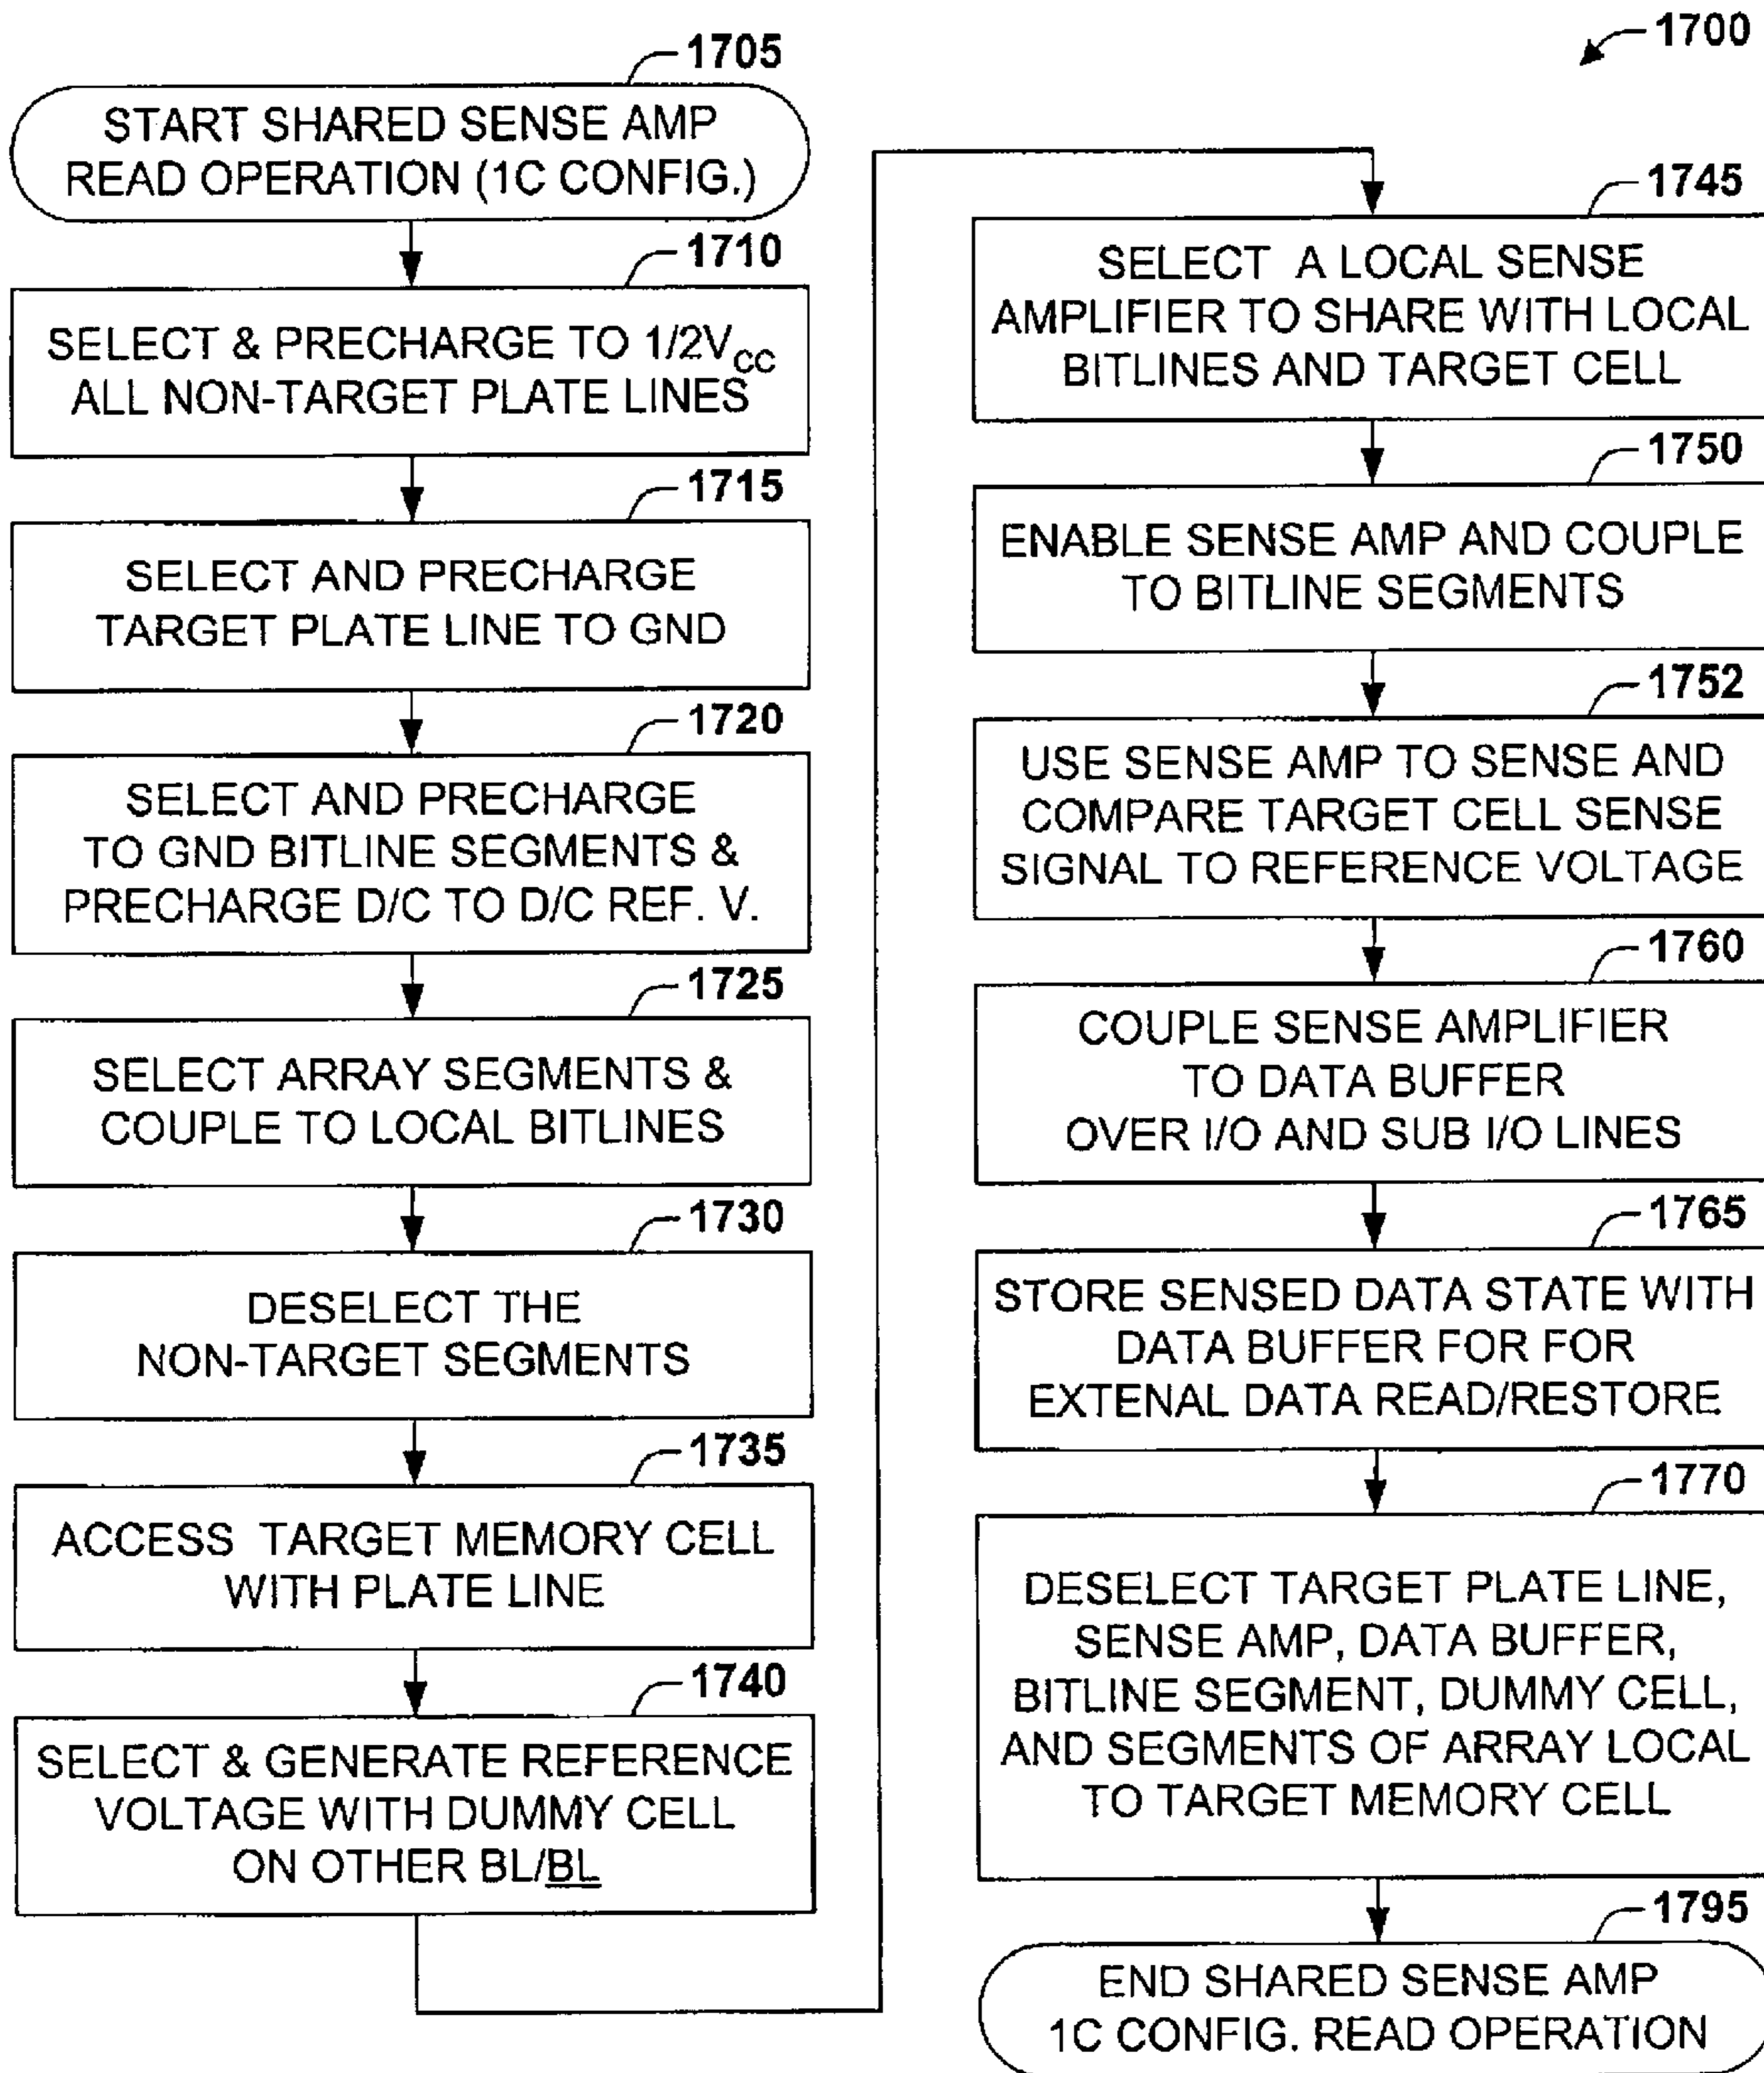 1700
1705
START SHARED SENSE AMP
READ OPERATION (1C CONFIG.)
1710
SELECT & PRECHARGE TO 1/2VCC
ALL NON-TARGET PLATE LINES
1715
SELECT AND PRECHARGE
TARGET PLATE LINE TO GND
1720
SELECT AND PRECHARGE
TO GND BITLINE SEGMENTS &
PRECHARGE D/C TO D/C REF. V.
1725
SELECT ARRAY SEGMENTS &
COUPLE TO LOCAL BITLINES
1730
DESELECT THE
NON-TARGET SEGMENTS
1735
ACCESS TARGET MEMORY CELL
WITH PLATE LINE
1740
SELECT & GENERATE REFERENCE
VOLTAGE WITH DUMMY CELL
ON OTHER BL/BL
1745
SELECT A LOCAL SENSE
AMPLIFIER TO SHARE WITH LOCAL
BITLINES AND TARGET CELL
1750
ENABLE SENSE AMP AND COUPLE
TO BITLINE SEGMENTS
1752
USE SENSE AMP TO SENSE AND
COMPARE TARGET CELL SENSE
SIGNAL TO REFERENCE VOLTAGE
1760
COUPLE SENSE AMPLIFIER
TO DATA BUFFER
OVER I/O AND SUB I/O LINES
1765
STORE SENSED DATA STATE WITH
DATA BUFFER FOR FOR
EXTENAL DATA READ/RESTORE
1770
DESELECT TARGET PLATE LINE,
SENSE AMP, DATA BUFFER,
BITLINE SEGMENT, DUMMY CELL,
AND SEGMENTS OF ARRAY LOCAL
TO TARGET MEMORY CELL
1795
END SHARED SENSE AMP
1C CONFIG. READ OPERATION